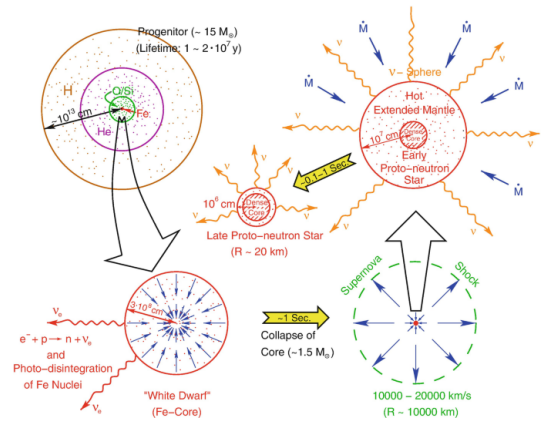 Progenitor (~ 15 M⊙)
(Lifetime: 1 ~ 2·10⁷ y)
H
O/Si
Fe
He
~10¹³ cm
M
Ṁ
ν
ν
Ṁ
ν
ν
Ṁ
ν–Sphere
Ṁ
Hot
Extended Mantle
ν
ν
10⁷ cm
Dense
Core
Early
Proto–neutron
Star
Ṁ
ν
ν
~0.1–1 Sec.
ν
ν
ν
ν
ν
10⁶ cm
Dense
Core
Late Proto–neutron Star
(R ~ 20 km)
3·10⁸cm
νe
e⁻+ p → n + νe
and
Photo–disintegration
of Fe Nuclei
νe
"White Dwarf"
(Fe–Core)
~1 Sec.
Collapse of
Core (~1.5 M⊙)
Supernova
Shock
10000 – 20000 km/s
(R ~ 10000 km)